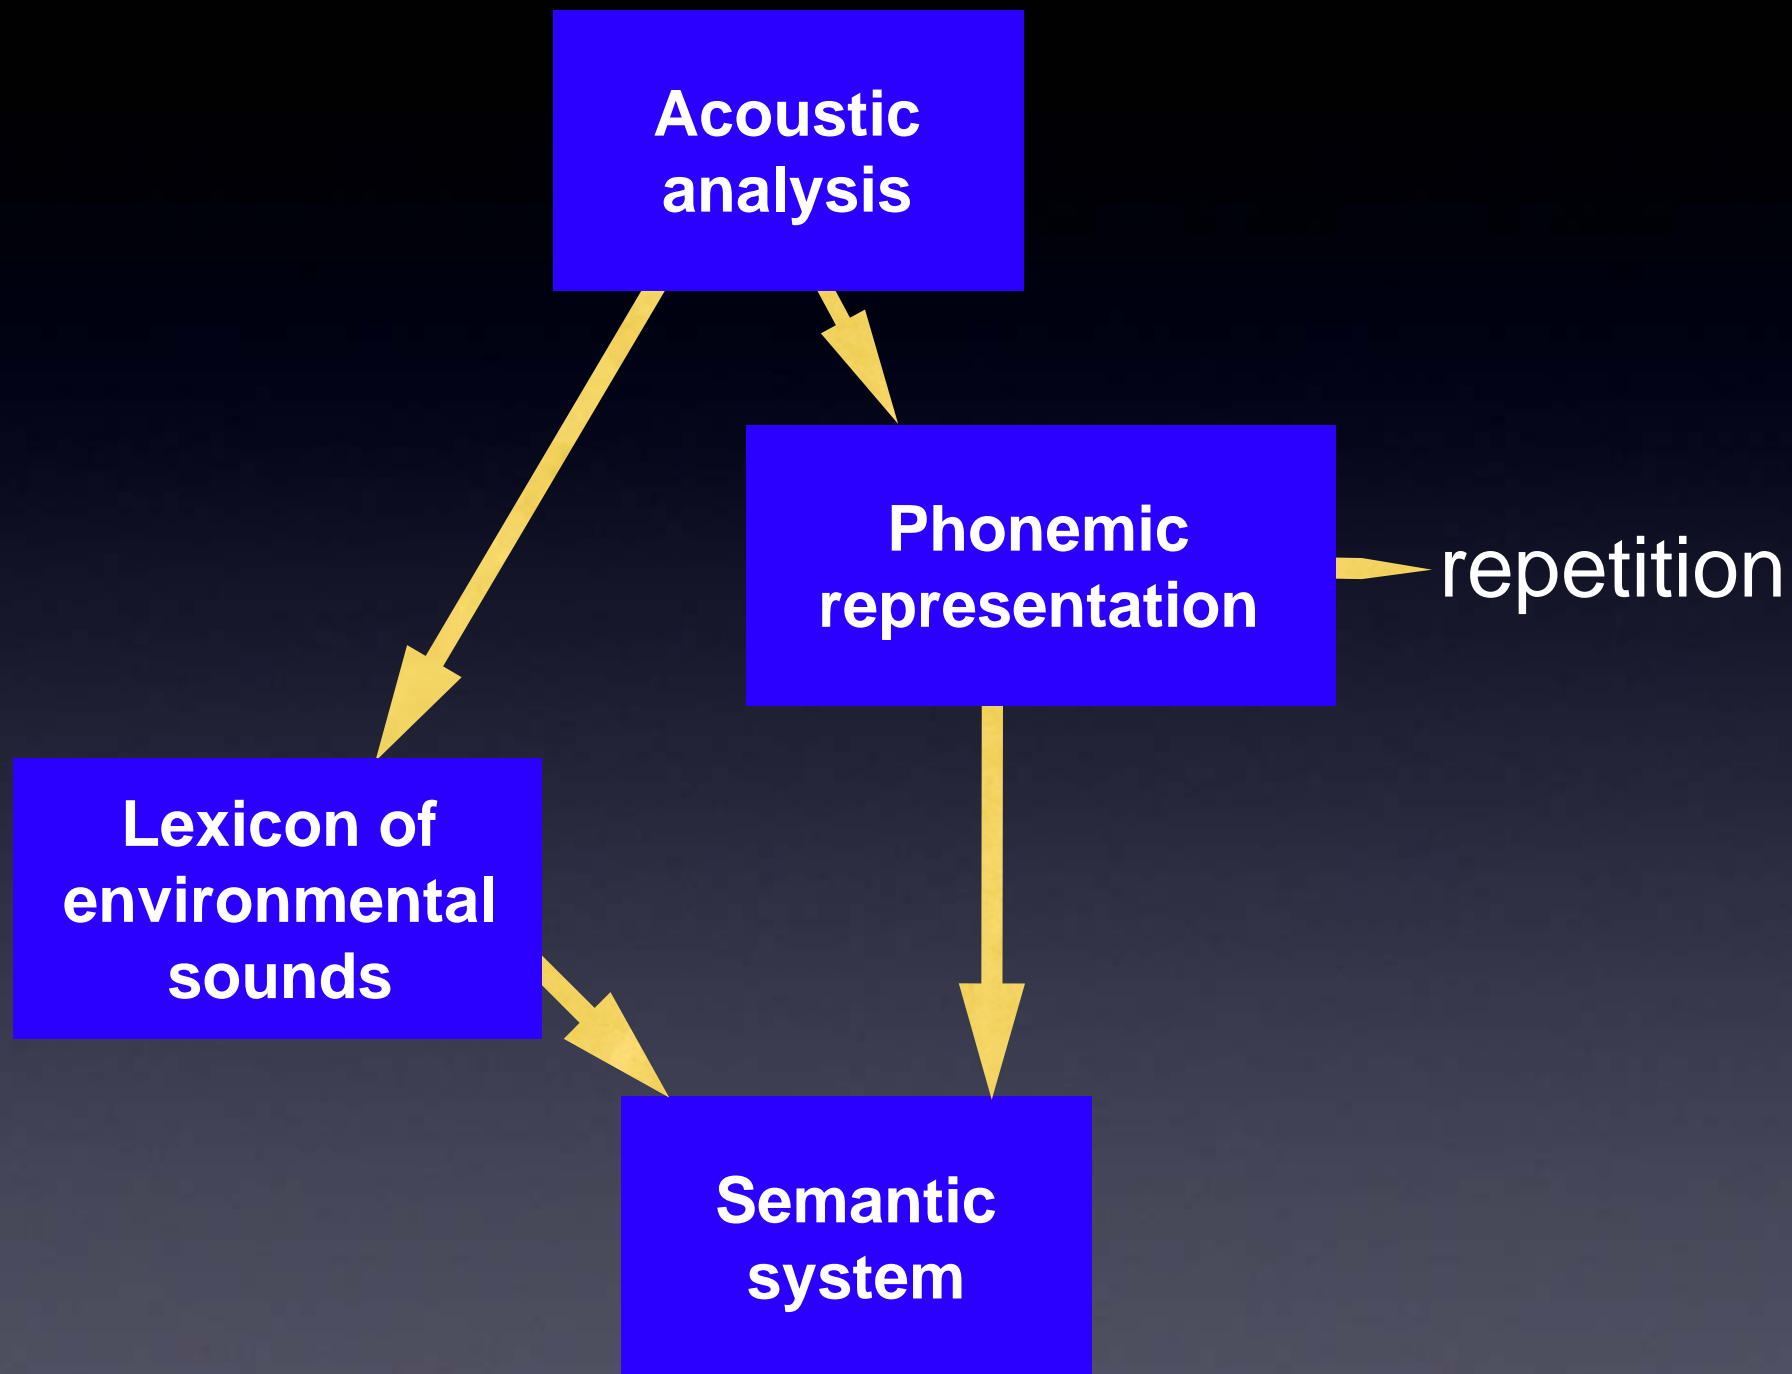 Acoustic
analysis
Phonemic
representation
repetition
Lexicon of
environmental
sounds
Semantic
system